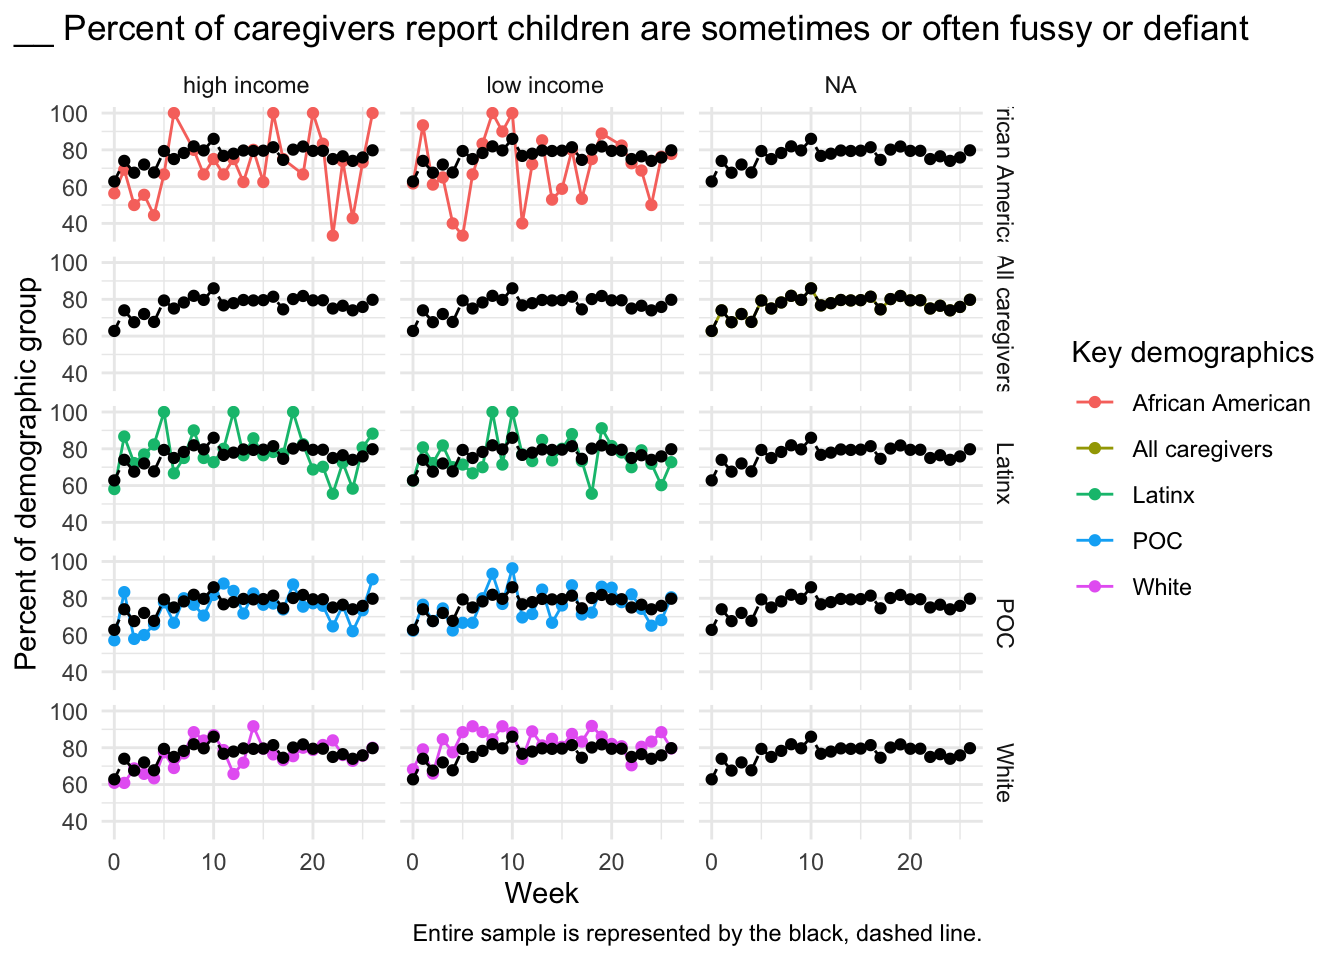 __ Percent of caregivers report children are sometimes or often fussy or defiant
high income
low income
NA
100
80
60
40
rican America
100
80
60
40
All caregivers
100
80
60
40
Latinx
100
80
60
40
POC
100
80
60
40
White
Percent of demographic group
0
10
20
0
10
20
0
10
20
Week
Entire sample is represented by the black, dashed line.
Key demographics
African American
All caregivers
Latinx
POC
White